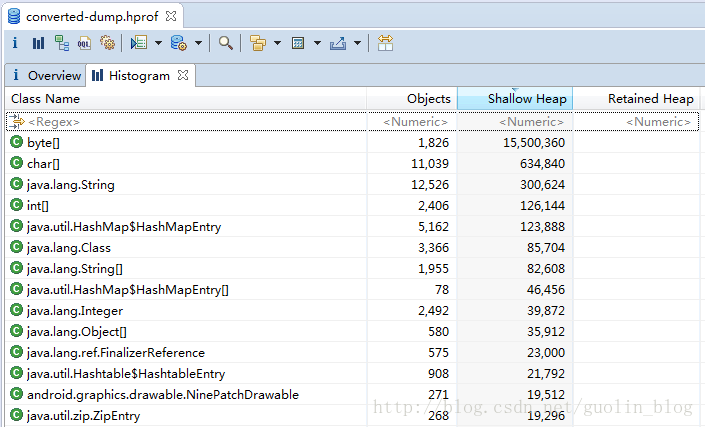 converted-dump.hprof
i OQL
i Overview Histogram
Class Name Objects Shallow Heap Retained Heap
<Regex> <Numeric> <Numeric> <Numeric>
C byte[] 1,826 15,500,360
C char[] 11,039 634,840
C java.lang.String 12,526 300,624
C int[] 2,406 126,144
C java.util.HashMap$HashMapEntry 5,162 123,888
C java.lang.Class 3,366 85,704
C java.lang.String[] 1,955 82,608
C java.util.HashMap$HashMapEntry[] 78 46,456
C java.lang.Integer 2,492 39,872
C java.lang.Object[] 580 35,912
C java.lang.ref.FinalizerReference 575 23,000
C java.util.Hashtable$HashtableEntry 908 21,792
C android.graphics.drawable.NinePatchDrawable 271 19,512
C java.util.zip.ZipEntry 268 19,296
http://blog.csdn.net/guolin_blog